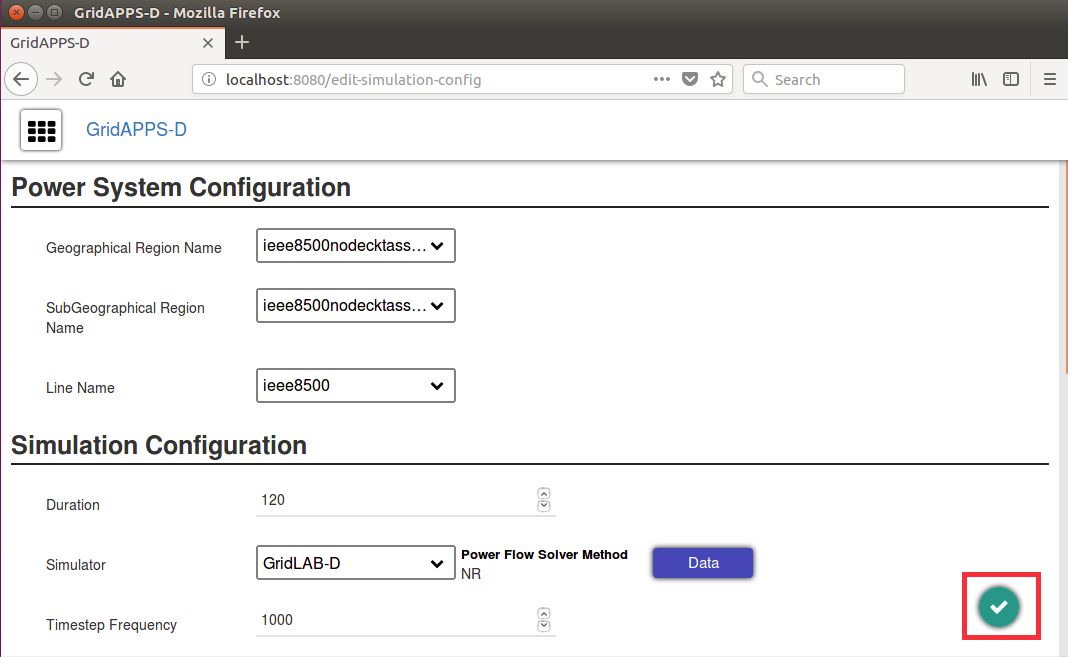 GridAPPS-D - Mozilla Firefox
GridAPPS-D
localhost:8080/edit-simulation-config
Search
GridAPPS-D
Power System Configuration
Geographical Region Name
ieee8500nodecktass...
SubGeographical Region
Name
ieee8500nodecktass...
Line Name
ieee8500
Simulation Configuration
Duration
120
Simulator
GridLAB-D
Power Flow Solver Method
NR
Data
Timestep Frequency
1000